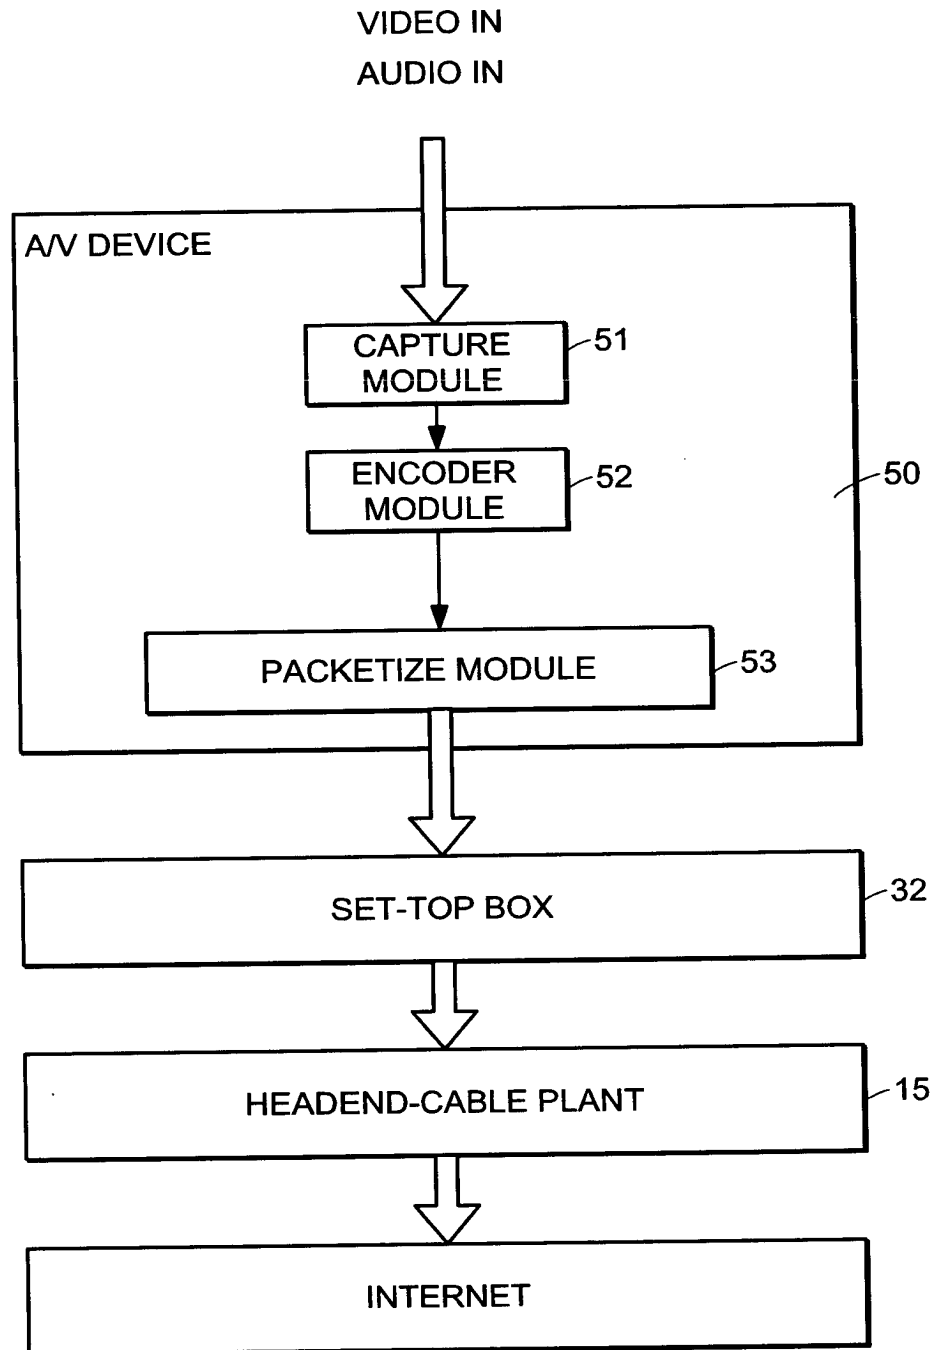 VIDEO IN
AUDIO IN
A/V DEVICE
CAPTURE
MODULE
51
ENCODER
MODULE
52
50
PACKETIZE MODULE
53
SET-TOP BOX
32
HEADEND-CABLE PLANT
15
INTERNET